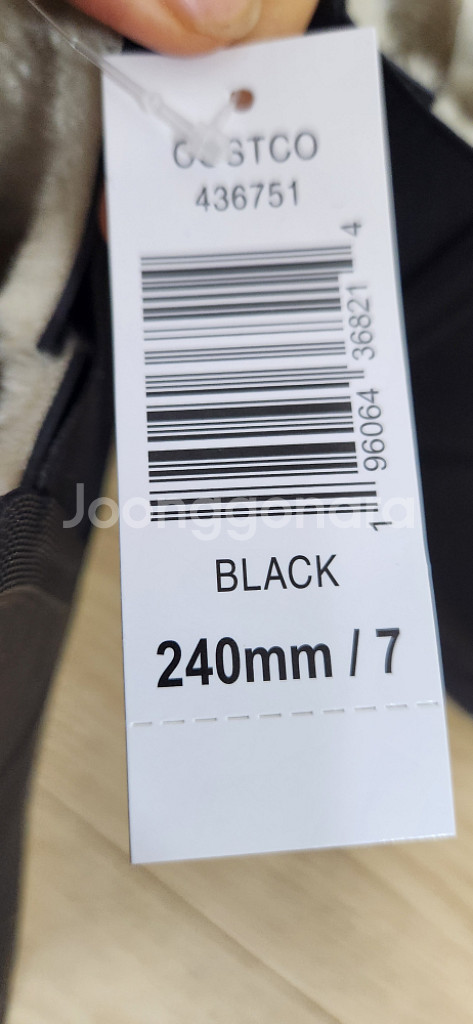 COSTCO
436751
1 96064 36821 4
Joonggonara
BLACK
240mm / 7